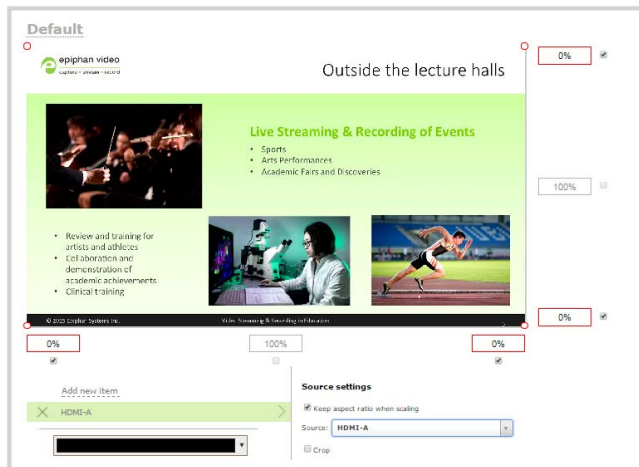 Default
epiphan video
capture • stream • record
Outside the lecture halls
0%
Live Streaming & Recording of Events
• Sports
• Arts Performances
• Academic Fairs and Discoveries
100%
• Review and training for
artists and athletes
• Collaboration and
demonstration of
academic achievements
• Clinical training
© 2015 Epiphan Systems Inc.
Video Streaming & Recording in Education
0%
0%
100%
0%
Add new item
HDMI-A
Source settings
Keep aspect ratio when scaling
Source: HDMI-A
Crop